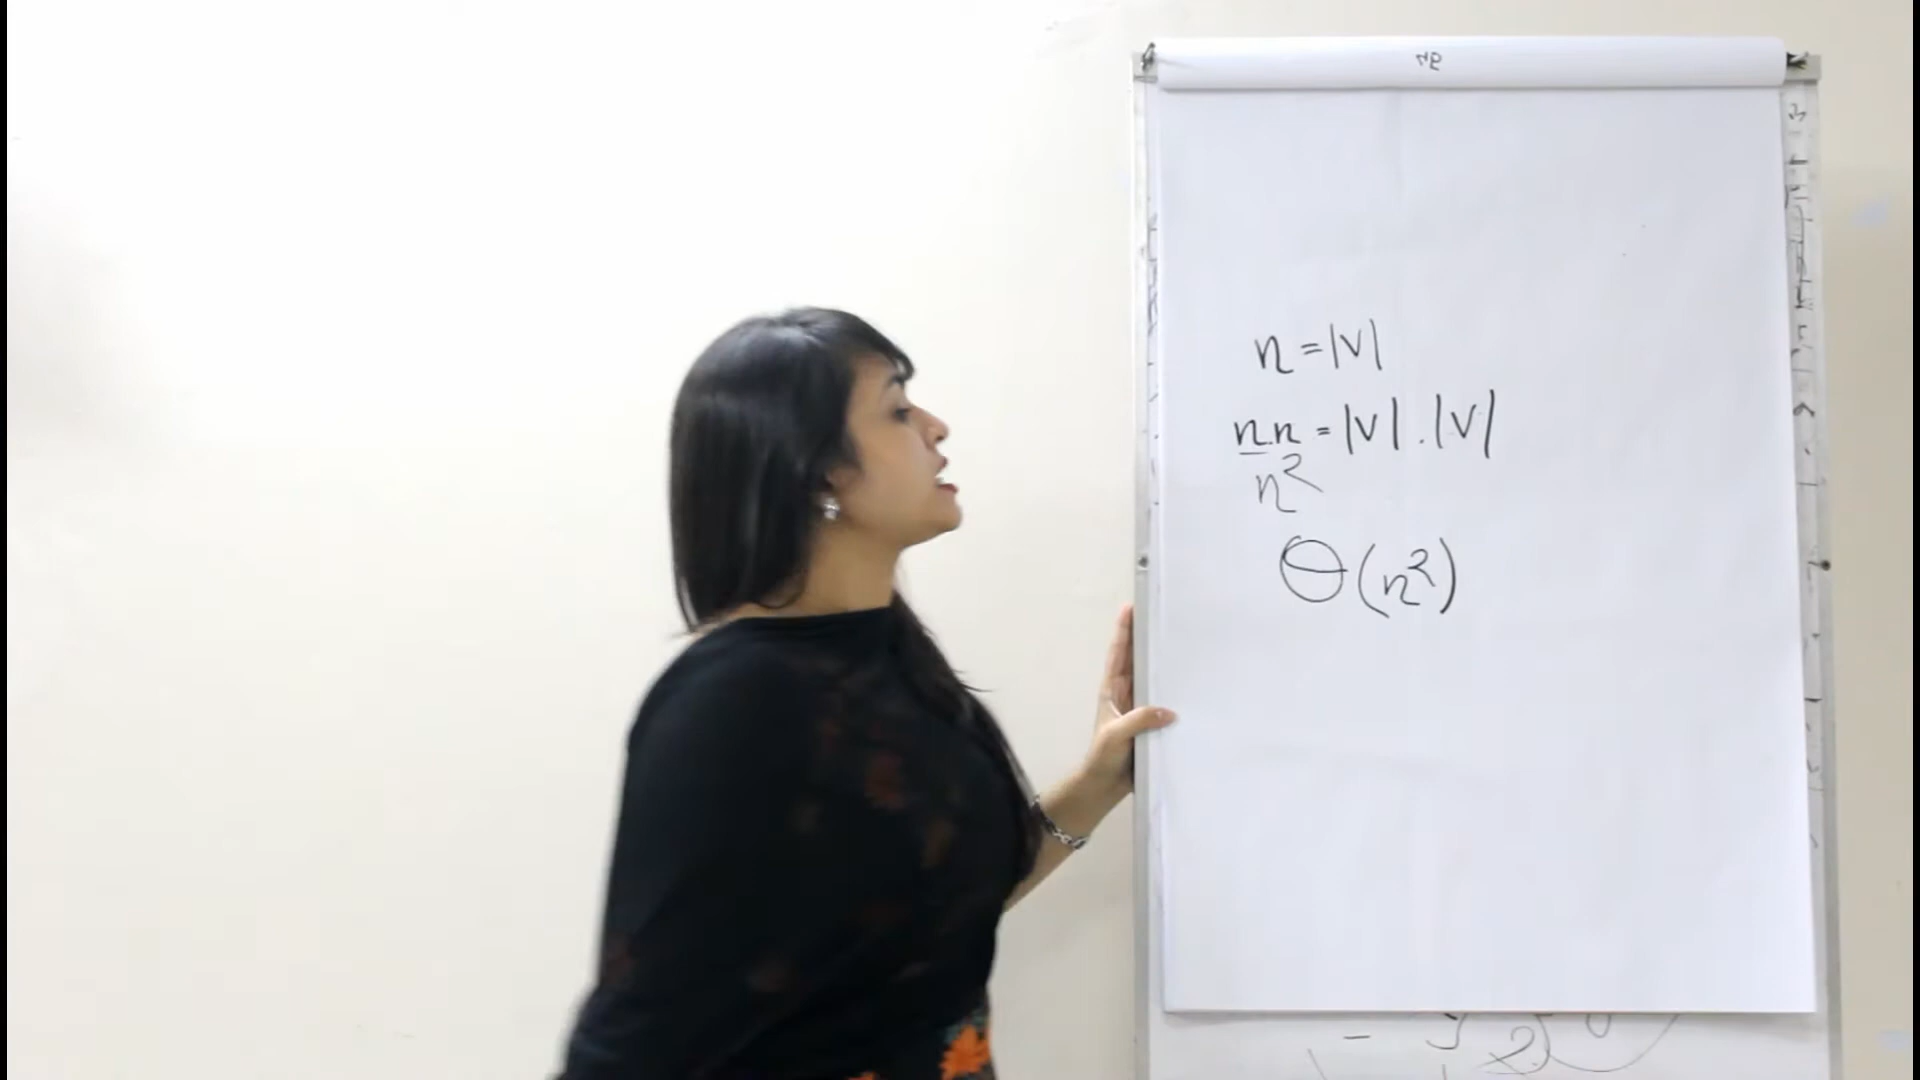 n = |V|
n.n = |V| . |V|
n²
Θ(n²)